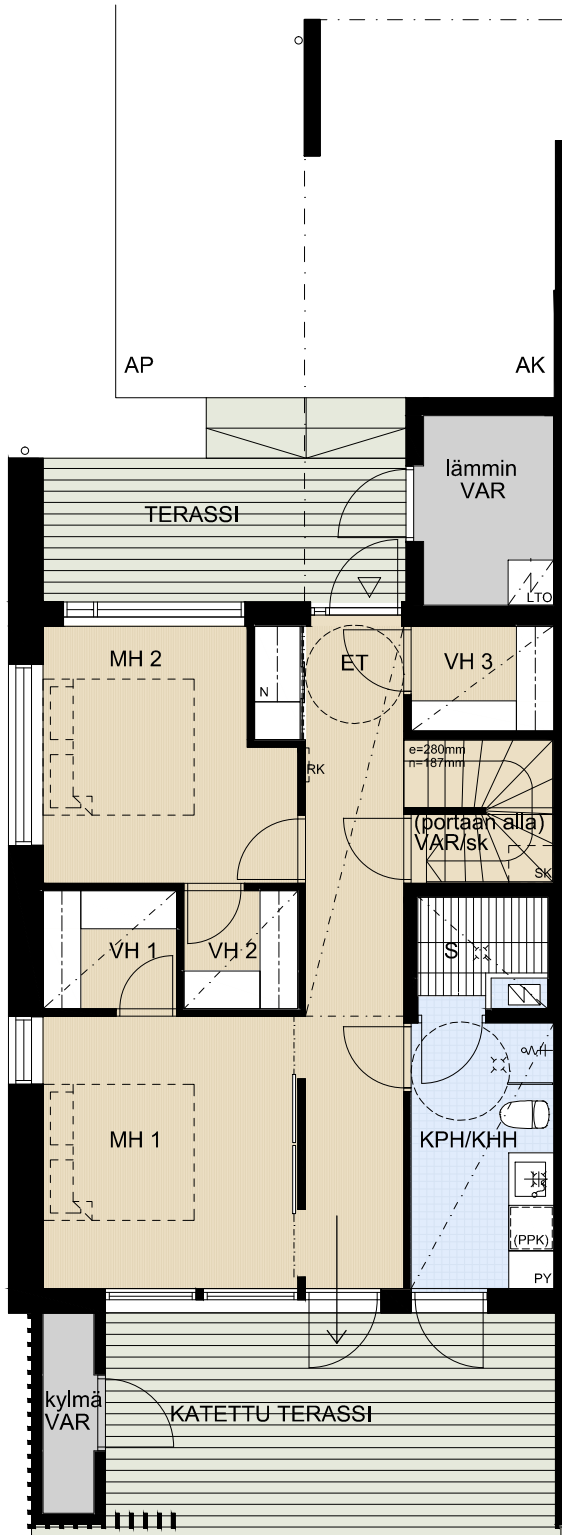 AP
AK
lämmin
VAR
TERASSI
LTO
MH 2
ET
VH 3
N
RK
e=280mm
n=187mm
(portaan alla)
VAR/sk
SK
VH 1
VH 2
S
MH 1
KPH/KHH
(PPK)
PY
kylmä
VAR
KATETTU TERASSI